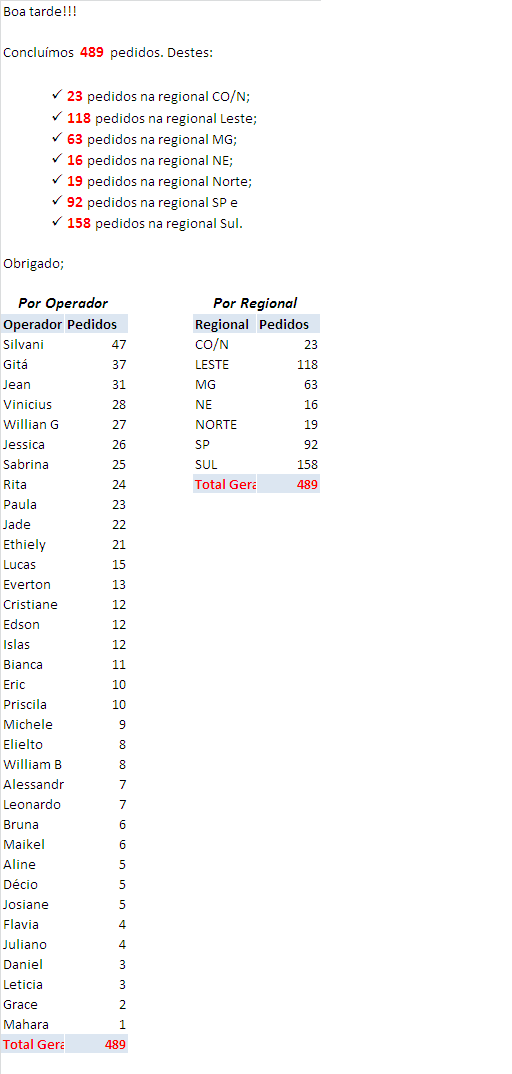 Boa tarde!!!
Concluímos 489 pedidos. Destes:
✓ 23 pedidos na regional CO/N;
✓ 118 pedidos na regional Leste;
✓ 63 pedidos na regional MG;
✓ 16 pedidos na regional NE;
✓ 19 pedidos na regional Norte;
✓ 92 pedidos na regional SP e
✓ 158 pedidos na regional Sul.
Obrigado;
Por Operador
Operador Pedidos
Silvani 47
Gitá 37
Jean 31
Vinicius 28
Willian G 27
Jessica 26
Sabrina 25
Rita 24
Paula 23
Jade 22
Ethiely 21
Lucas 15
Everton 13
Cristiane 12
Edson 12
Islas 12
Bianca 11
Eric 10
Priscila 10
Michele 9
Elielto 8
William B 8
Alessandr 7
Leonardo 7
Bruna 6
Maikel 6
Aline 5
Décio 5
Josiane 5
Flavia 4
Juliano 4
Daniel 3
Leticia 3
Grace 2
Mahara 1
Total Gera 489
Por Regional
Regional Pedidos
CO/N 23
LESTE 118
MG 63
NE 16
NORTE 19
SP 92
SUL 158
Total Gera 489